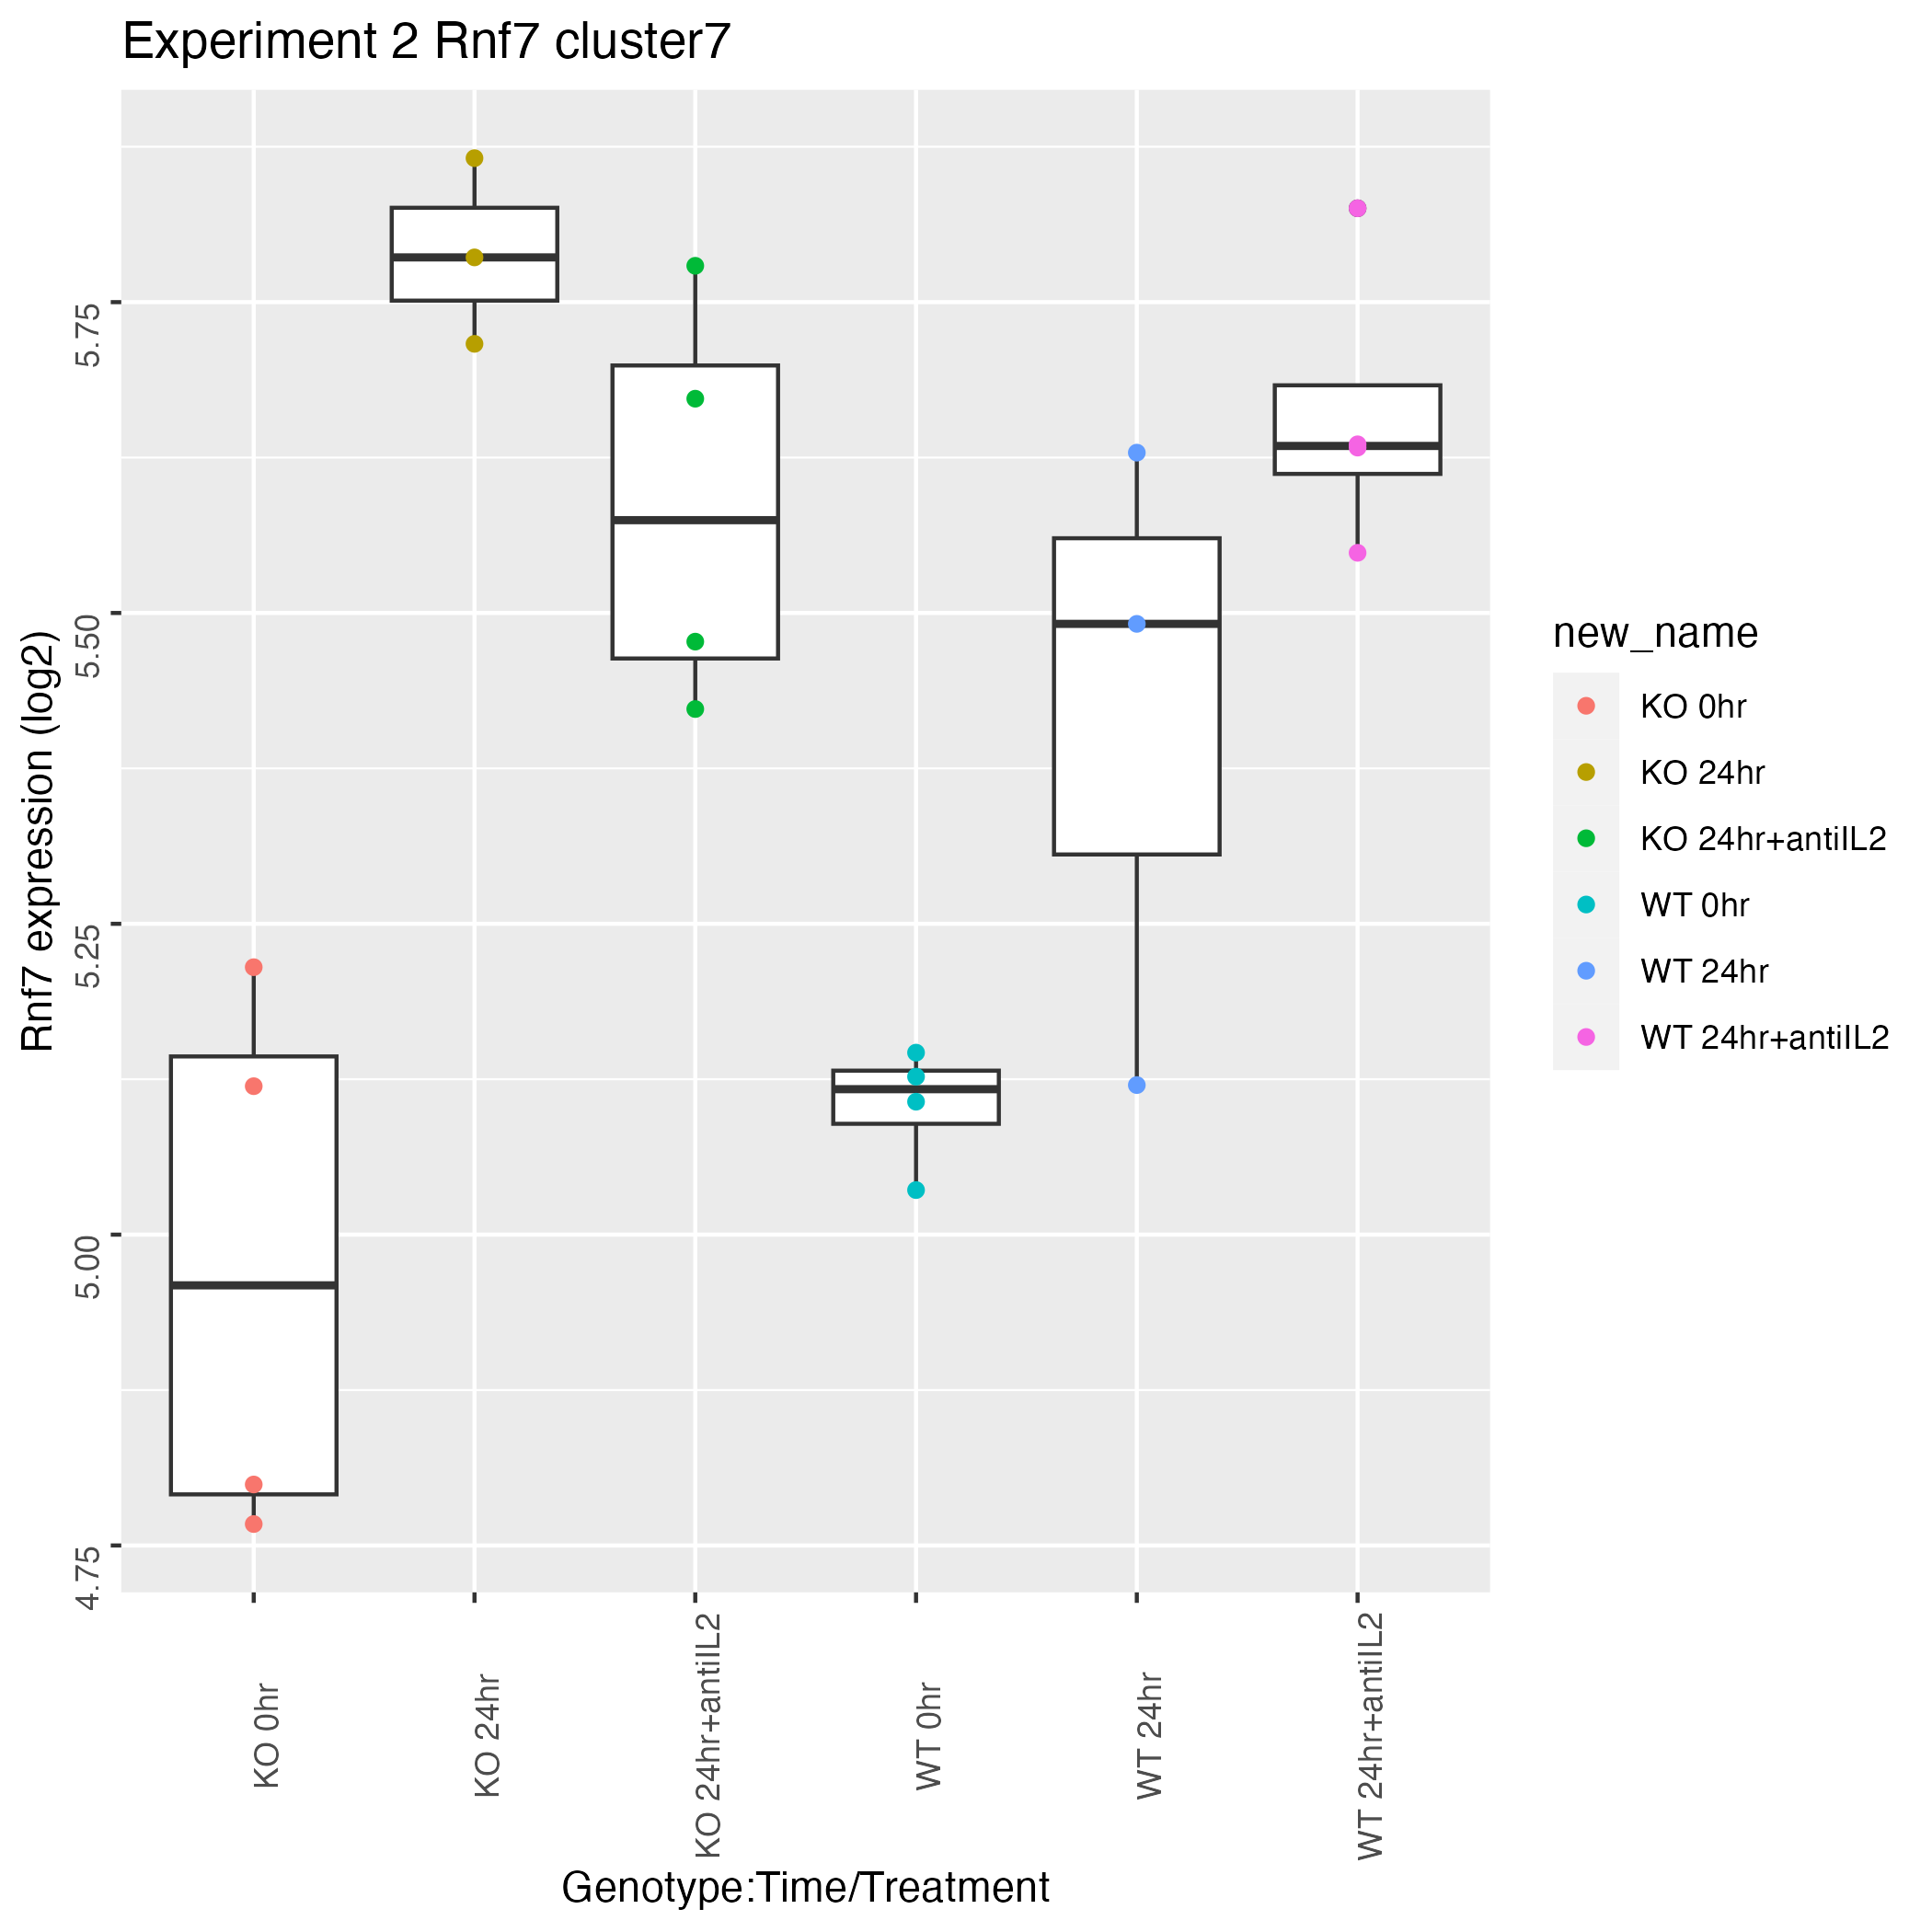 Experiment 2 Rnf7 cluster7
Rnf7 expression (log2)
5.75
5.50
5.25
5.00
4.75
KO 0hr
KO 24hr
KO 24hr+antiIL2
WT 0hr
WT 24hr
WT 24hr+antiIL2
Genotype:Time/Treatment
new_name
KO 0hr
KO 24hr
KO 24hr+antiIL2
WT 0hr
WT 24hr
WT 24hr+antiIL2